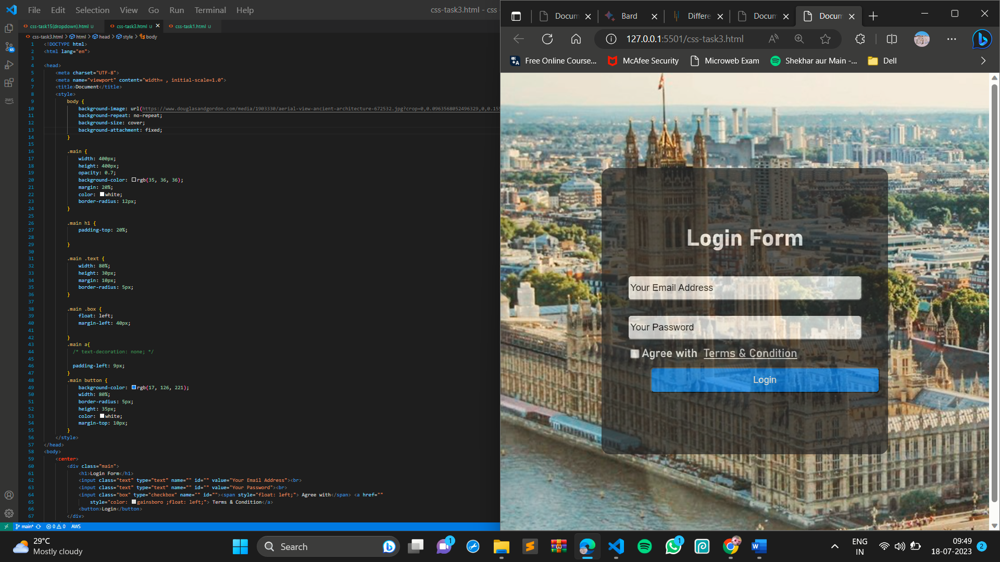 File Edit Selection View Go Run Terminal Help css-task3.html - css -
css-task15(dropdown).html U css-task3.html U css-task1.html U
css-task3.html > html > head > style > body
1 <!DOCTYPE html>
2 <html lang="en">
3
4 <head>
5 <meta charset="UTF-8">
6 <meta name="viewport" content="width= , initial-scale=1.0">
7 <title>Document</title>
8 <style>
9 body {
10 background-image: url(https://www.douglasandgordon.com/media/1903330/aerial-view-ancient-architecture-672532.jpg?crop=0,0.0963568052496329,0,0.155
11 background-repeat: no-repeat;
12 background-size: cover;
13 background-attachment: fixed;
14 }
15
16 .main {
17 width: 400px;
18 height: 400px;
19 opacity: 0.7;
20 background-color: rgb(35, 36, 36);
21 margin: 20%;
22 color: white;
23 border-radius: 12px;
24 }
25
26 .main h1 {
27 padding-top: 20%;
28
29 }
30
31 .main .text {
32 width: 80%;
33 height: 30px;
34 margin: 10px;
35 border-radius: 5px;
36 }
37
38 .main .box {
39 float: left;
40 margin-left: 40px;
41
42 }
43 .main a{
44 /* text-decoration: none; */
45
46 padding-left: 9px;
47 }
48 .main button {
49 background-color: rgb(17, 126, 221);
50 width: 80%;
51 border-radius: 5px;
52 height: 35px;
53 color: white;
54 margin-top: 10px;
55 }
56 </style>
57 </head>
58 <body>
59 <center>
60 <div class="main">
61 <h1>Login Form</h1>
62 <input class="text" type="text" name="" id="" value="Your Email Address"><br>
63 <input class="text" type="text" name="" id="" value="Your Password"><br>
64 <input class="box" type="checkbox" name="" id=""><span style="float: left;"> Agree with</span> <a href=""
65 style="color: gainsboro ;float: left;"> Terms & Condition</a>
66 <button>Login</button>
67 </div>
main* 0 0 AWS
aws
65
Docum Bard Differe Docum Docum
127.0.0.1:5501/css-task3.html
Free Online Course... McAfee Security Microweb Exam Shekhar aur Main -... Dell
Login Form
Your Email Address
Your Password
Agree with Terms & Condition
Login
29°C
Mostly cloudy
Search
1
1
ENG
IN
09:49
18-07-2023
2